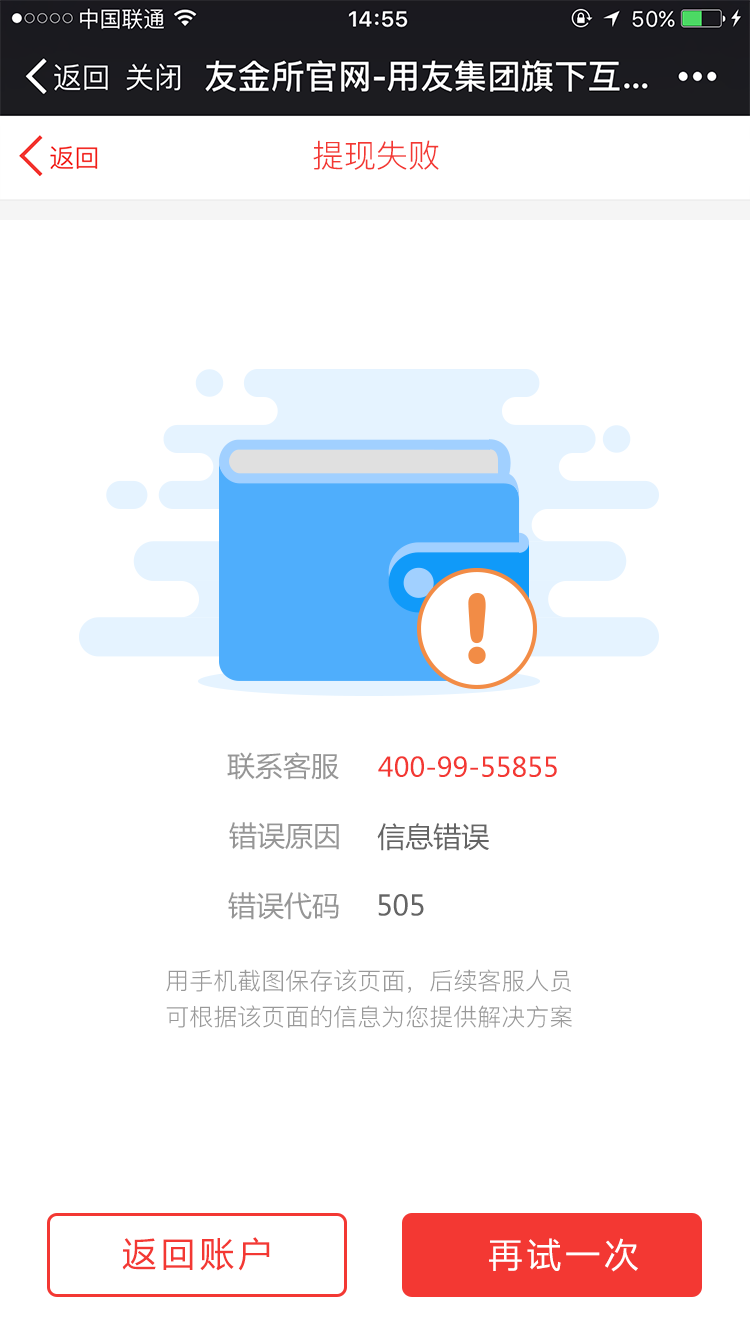 中国联通 14:55 50%
返回 关闭 友金所官网-用友集团旗下互...
返回 提现失败
联系客服 400-99-55855
错误原因 信息错误
错误代码 505
用手机截图保存该页面，后续客服人员
可根据该页面的信息为您提供解决方案
返回账户 再试一次